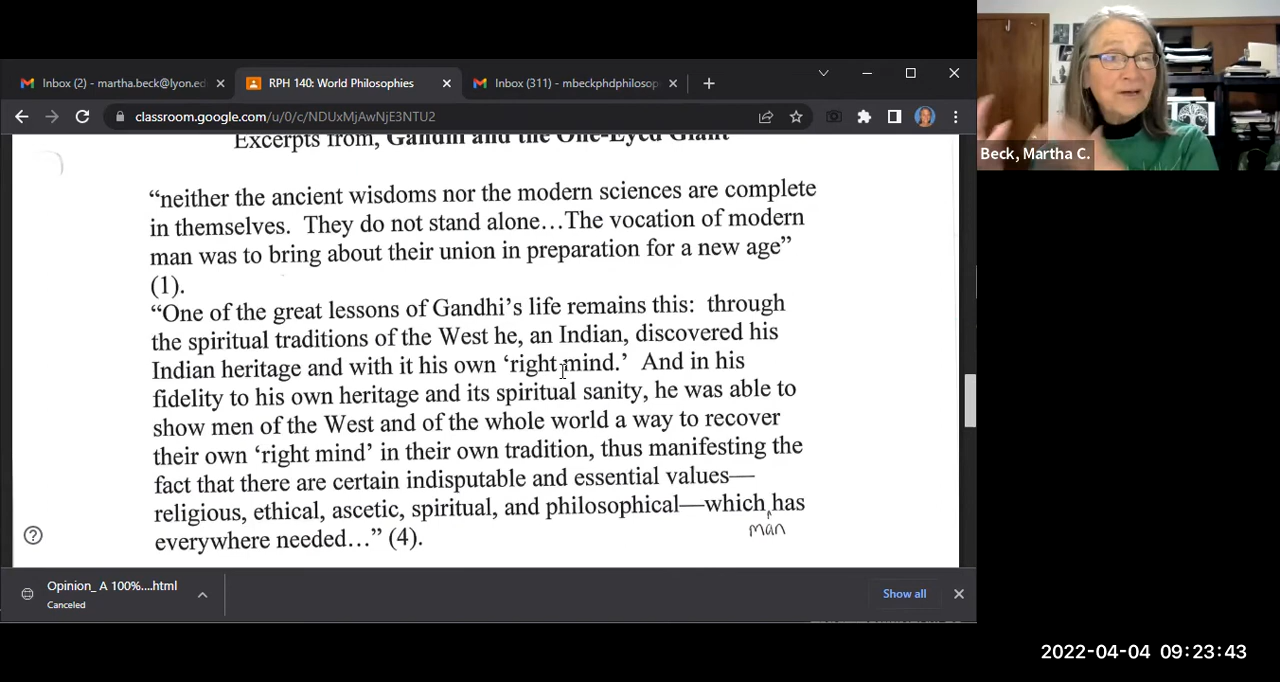 Inbox (2) - martha.beck@lyon.ed
RPH 140: World Philosophies
Inbox (311) - mbeckphdphilosop
classroom.google.com/u/0/c/NDUxMjAwNjE3NTU2
Beck, Martha C.
Excerpts from, Gandhi and the One-Eyed Giant
“neither the ancient wisdoms nor the modern sciences are complete
in themselves. They do not stand alone…The vocation of modern
man was to bring about their union in preparation for a new age”
(1).
“One of the great lessons of Gandhi’s life remains this: through
the spiritual traditions of the West he, an Indian, discovered his
Indian heritage and with it his own ‘right mind.’ And in his
fidelity to his own heritage and its spiritual sanity, he was able to
show men of the West and of the whole world a way to recover
their own ‘right mind’ in their own tradition, thus manifesting the
fact that there are certain indisputable and essential values—
religious, ethical, ascetic, spiritual, and philosophical—which has
man
everywhere needed…” (4).
Opinion_ A 100%....html
Canceled
Show all
2022-04-04 09:23:43